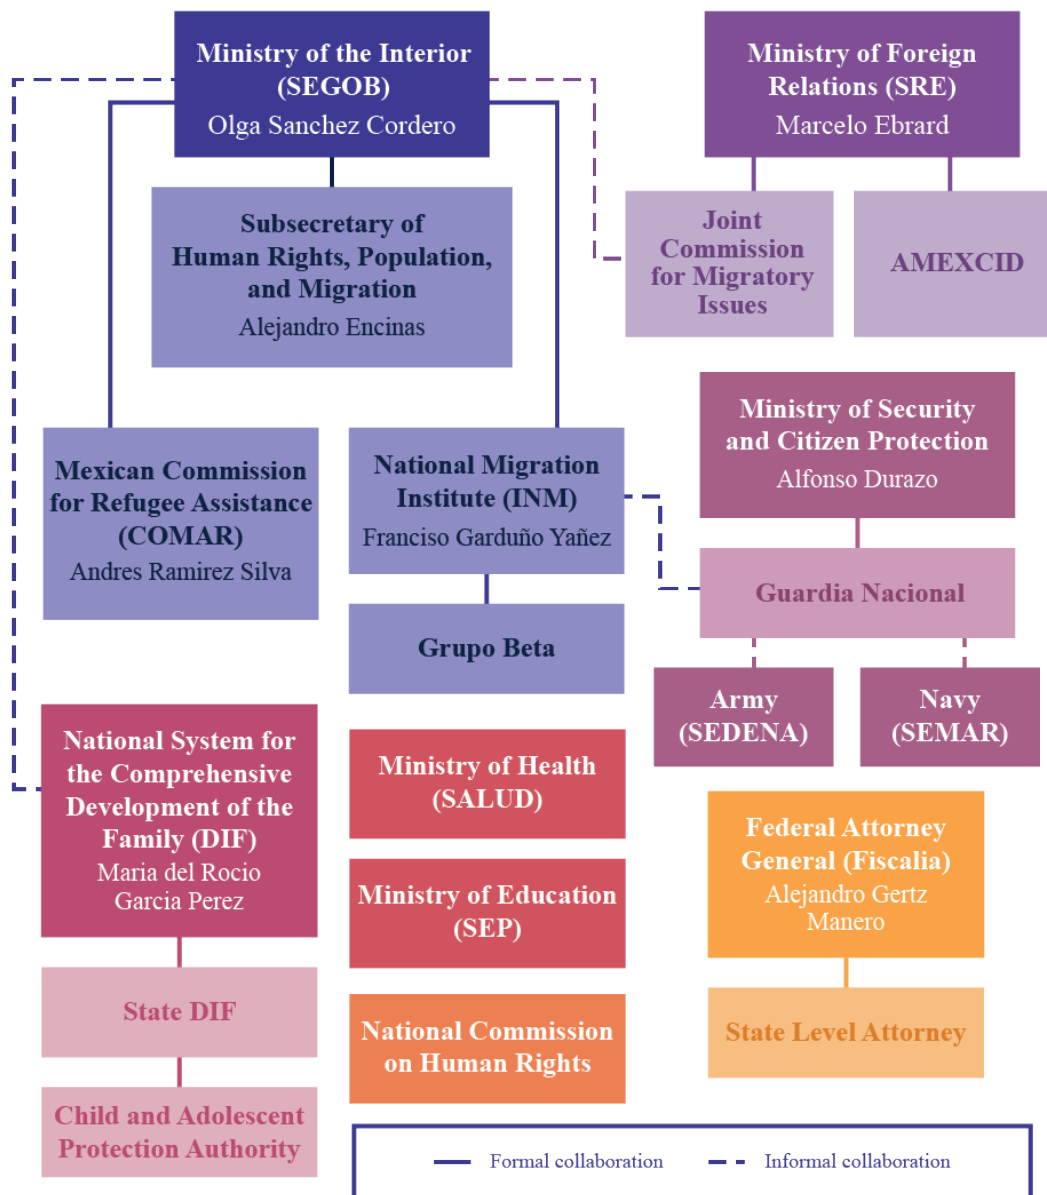 Ministry of the Interior
(SEGOB)
Olga Sanchez Cordero
Ministry of Foreign
Relations (SRE)
Marcelo Ebrard
Subsecretary of
Human Rights, Population,
and Migration
Alejandro Encinas
Joint
Commission
for Migratory
Issues
AMEXCID
Mexican Commission
for Refugee Assistance
(COMAR)
Andres Ramirez Silva
National Migration
Institute (INM)
Franciso Garduño Yañez
Grupo Beta
Ministry of Security
and Citizen Protection
Alfonso Durazo
Guardia Nacional
Army
(SEDENA)
Navy
(SEMAR)
National System for
the Comprehensive
Development of the
Family (DIF)
Maria del Rocio
Garcia Perez
State DIF
Child and Adolescent
Protection Authority
Ministry of Health
(SALUD)
Ministry of Education
(SEP)
National Commission
on Human Rights
Federal Attorney
General (Fiscalia)
Alejandro Gertz
Manero
State Level Attorney
Formal collaboration
Informal collaboration